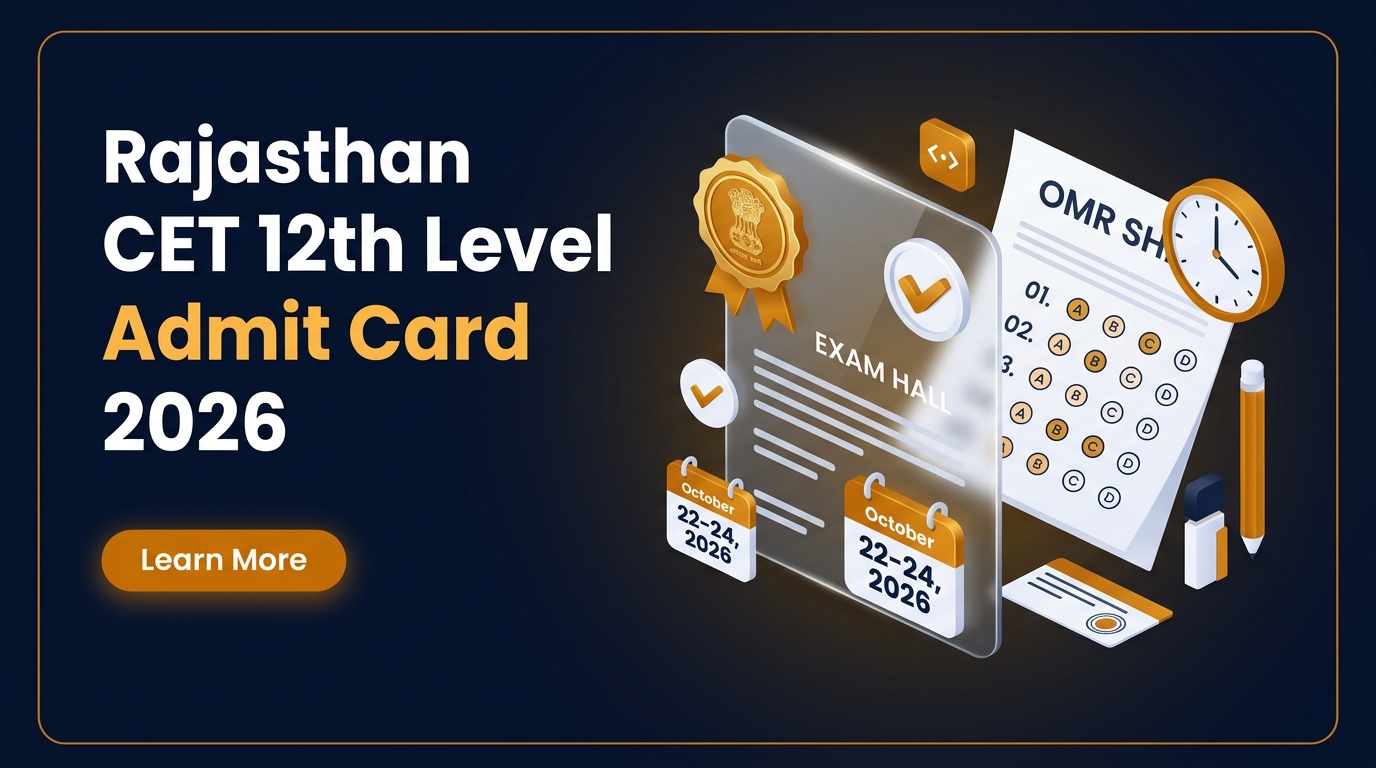 Rajasthan
CET 12th Level
Admit Card
2026
Learn More
EXAM HALL
October
22-24,
2026
October
22-24,
2026
OMR SH
01. A B C D
02. A B C D
3. A B C D
A B C D
B C D